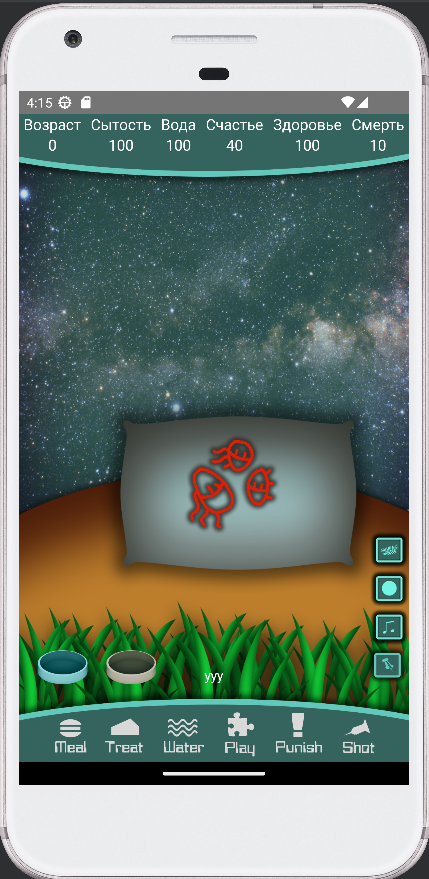 4:15
Возраст Сытость Вода Счастье Здоровье Смерть
0 100 100 40 100 10
yyy
Meal Treat Water Play Punish Shot